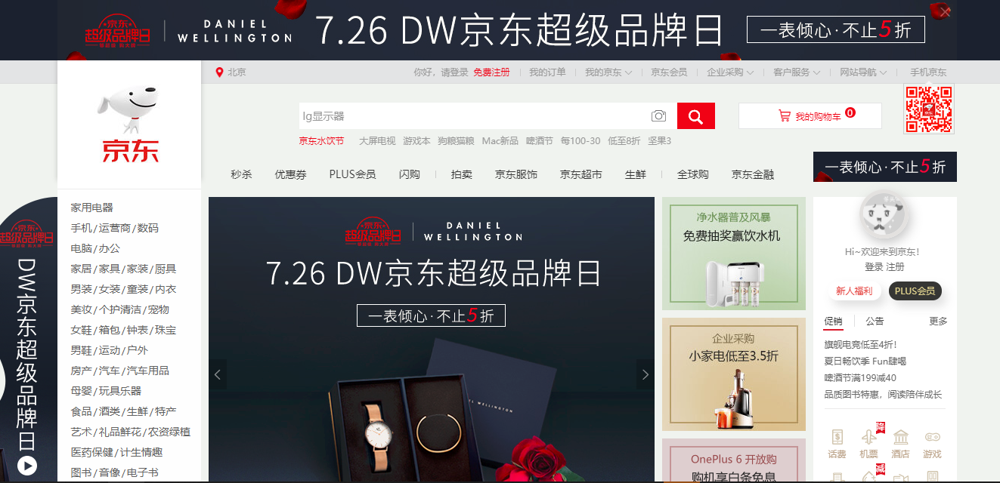 京东
超级品牌日
DANIEL
WELLINGTON
7.26 DW京东超级品牌日
一表倾心·不止5折
北京
你好，请登录 免费注册 我的订单 我的京东 京东会员 企业采购 客户服务 网站导航 手机京东
京东
lg显示器
我的购物车 0
京东水饮节 大屏电视 游戏本 狗粮猫粮 Mac新品 啤酒节 每100-30 低至8折 坚果3
一表倾心·不止5折
秒杀 优惠券 PLUS会员 闪购 拍卖 京东服饰 京东超市 生鲜 全球购 京东金融
家用电器
手机/运营商/数码
电脑/办公
家居/家具/家装/厨具
男装/女装/童装/内衣
美妆/个护清洁/宠物
女鞋/箱包/钟表/珠宝
男鞋/运动/户外
房产/汽车/汽车用品
母婴/玩具乐器
食品/酒类/生鲜/特产
艺术/礼品鲜花/农资绿植
医药保健/计生情趣
图书/音像/电子书
京东
超级品牌日
DW京东超级品牌日
京东
超级品牌日
DANIEL
WELLINGTON
7.26 DW京东超级品牌日
一表倾心·不止5折
WELLINGTON
净水器普及风暴
免费抽奖赢饮水机
企业采购
小家电低至3.5折
OnePlus 6 开放购
购机享白条免息
Hi~欢迎来到京东!
登录 注册
新人福利 PLUS会员
促销 公告 更多
旗舰电竞低至4折!
夏日畅饮季 Fun肆喝
啤酒节满199减40
品质图书特惠，阅读陪伴成长
降
话费 机票 酒店 游戏
减